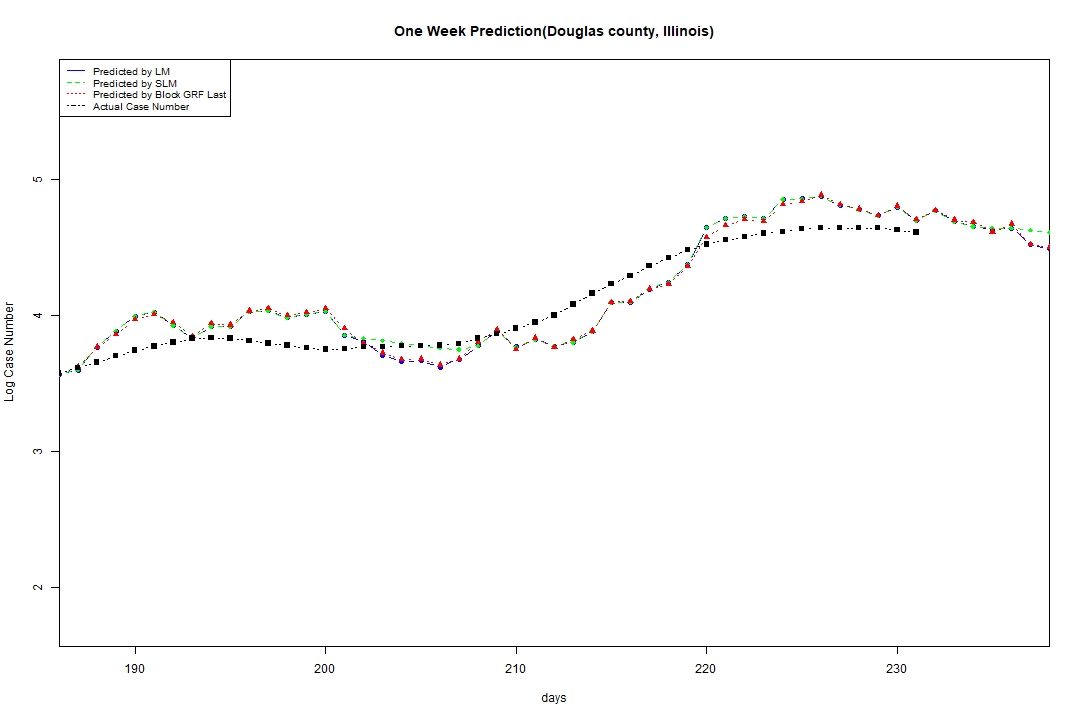 One Week Prediction(Douglas county, Illinois)
Predicted by LM
Predicted by SLM
Predicted by Block GRF Last
Actual Case Number
5
4
3
2
Log Case Number
190 200 210 220 230
days